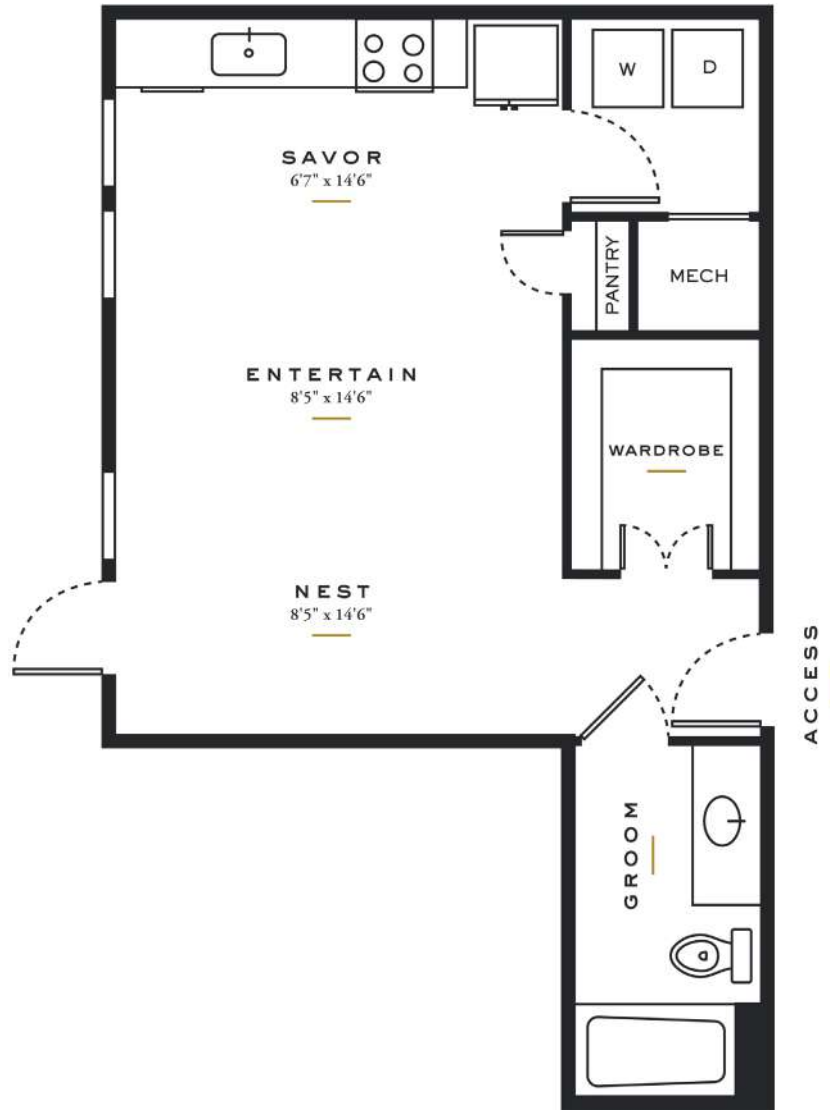 W
D
SAVOR
6'7" x 14'6"
PANTRY
MECH
ENTERTAIN
8'5" x 14'6"
WARDROBE
NEST
8'5" x 14'6"
ACCESS
GROOM